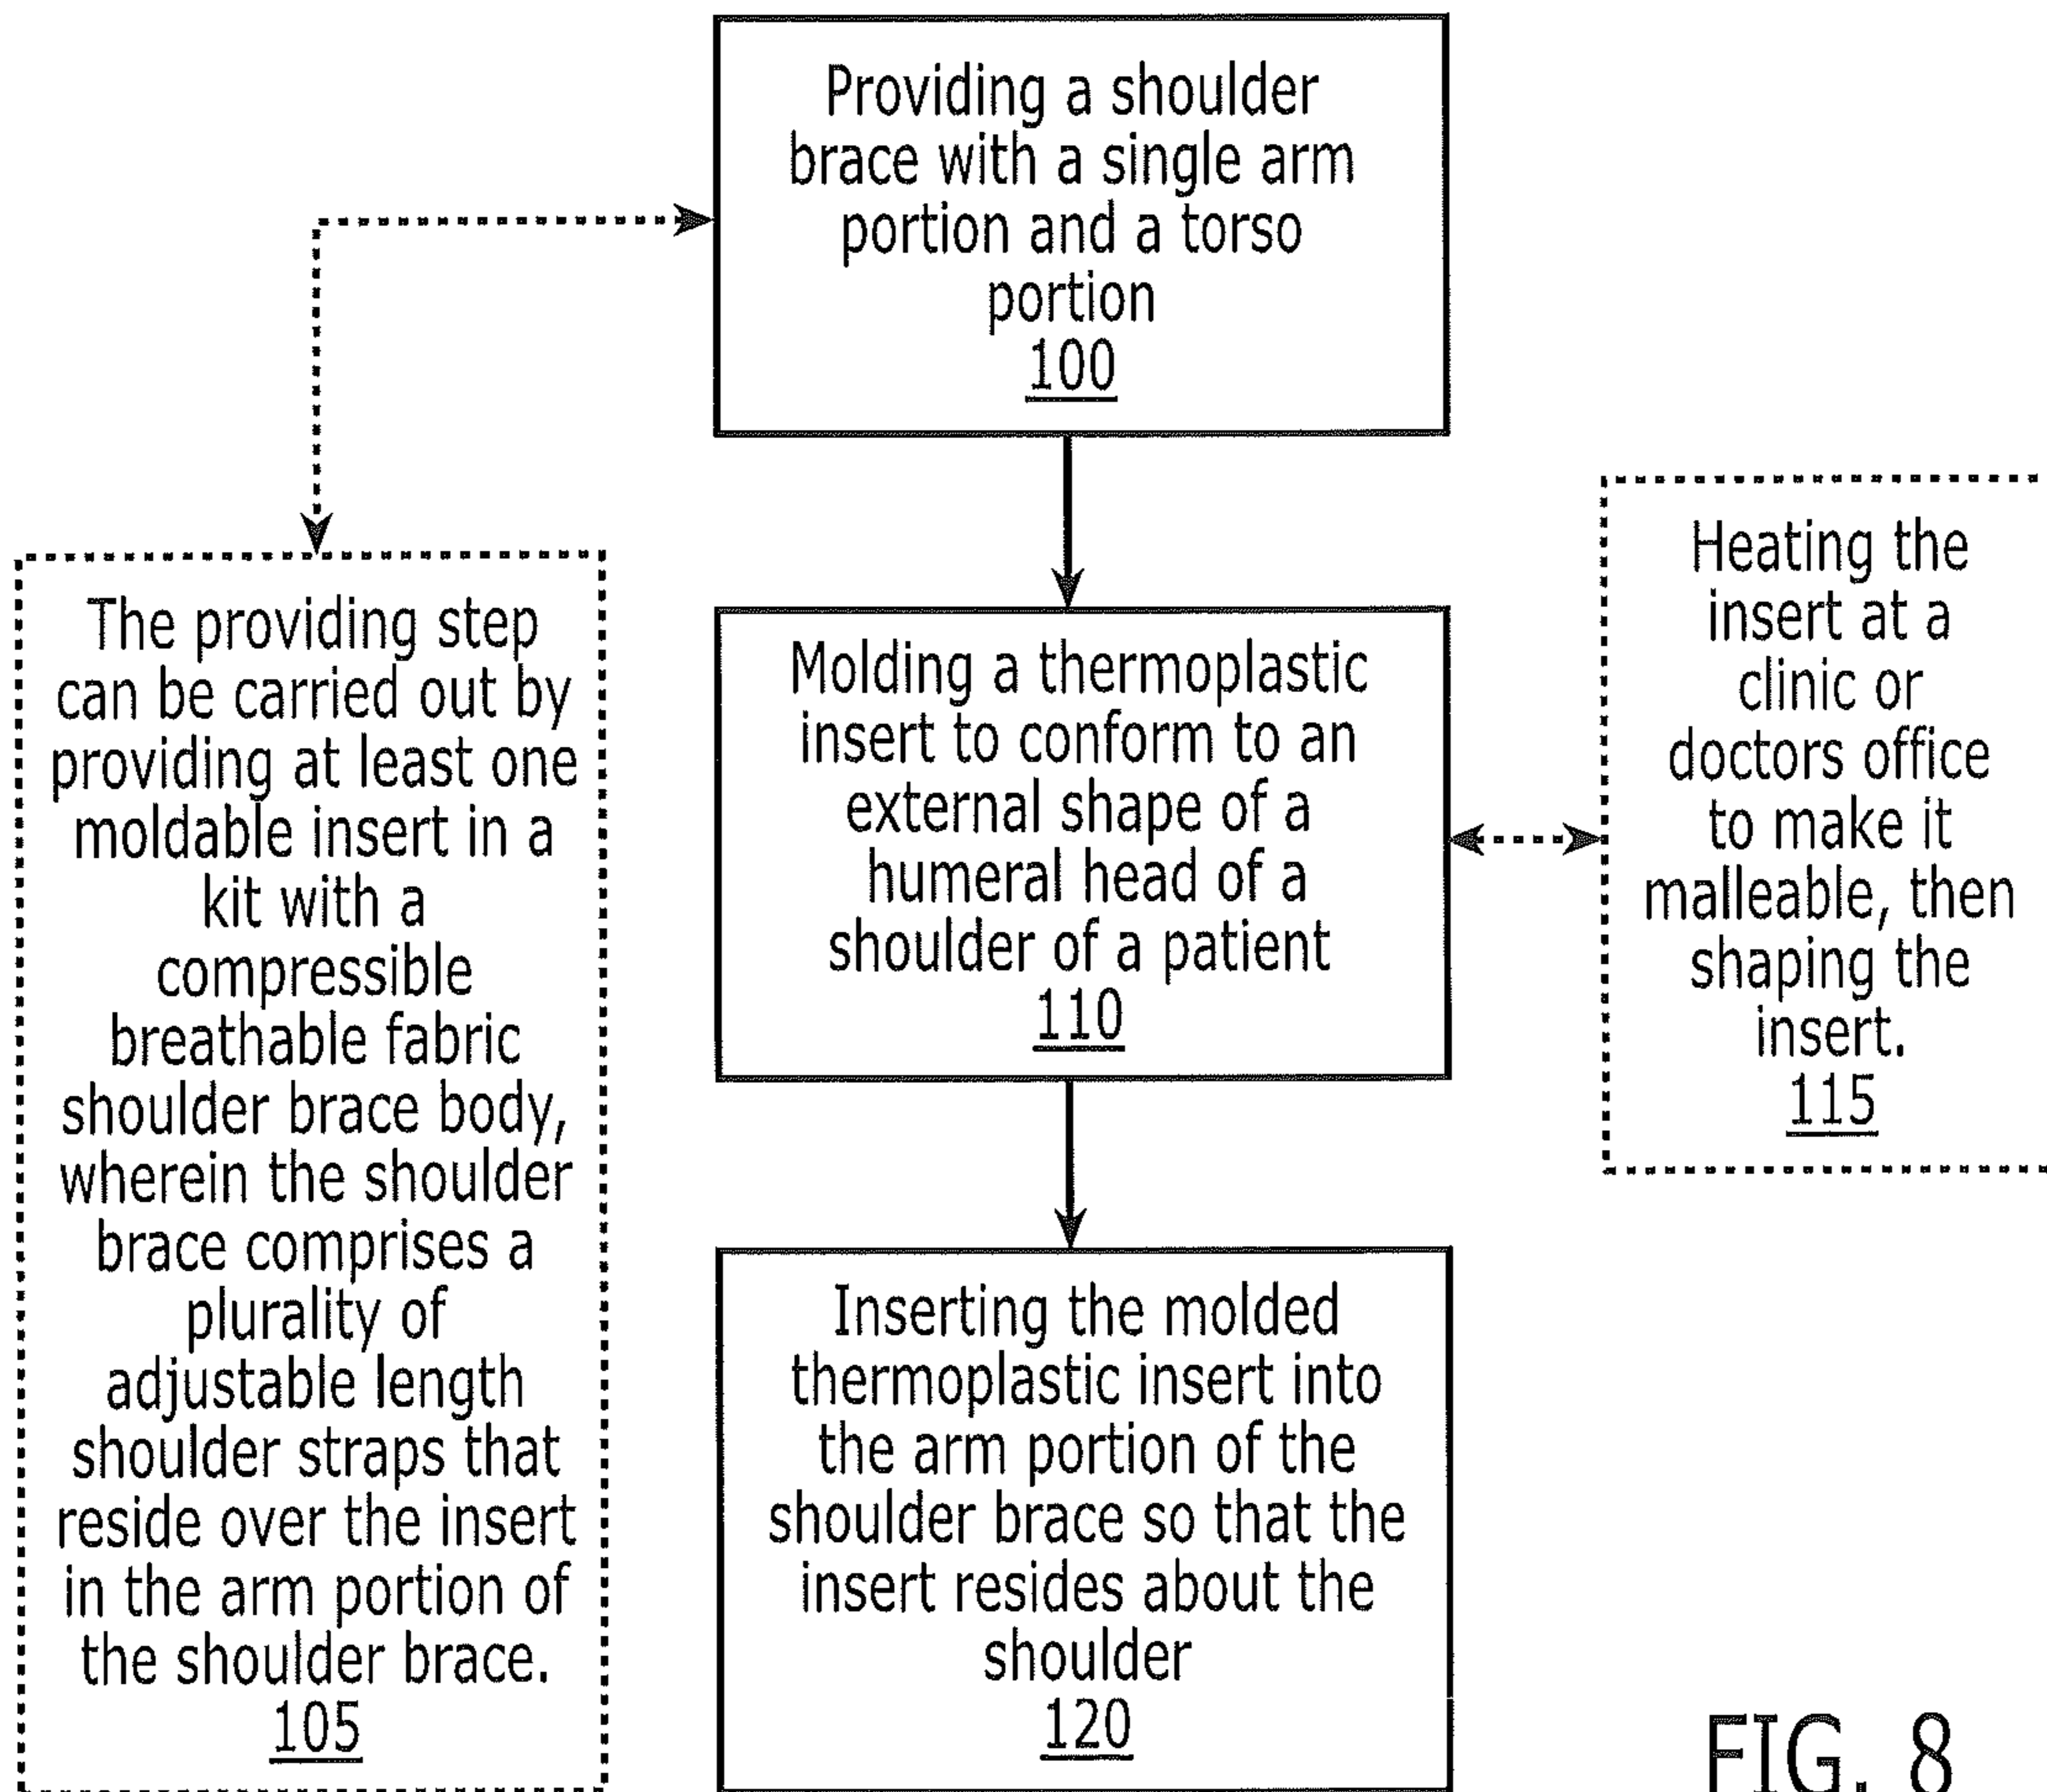 Providing a shoulder
brace with a single arm
portion and a torso
portion
100
The providing step
can be carried out by
providing at least one
moldable insert in a
kit with a
compressible
breathable fabric
shoulder brace body,
wherein the shoulder
brace comprises a
plurality of
adjustable length
shoulder straps that
reside over the insert
in the arm portion of
the shoulder brace.
105
Molding a thermoplastic
insert to conform to an
external shape of a
humeral head of a
shoulder of a patient
110
Heating the
insert at a
clinic or
doctors office
to make it
malleable, then
shaping the
insert.
115
Inserting the molded
thermoplastic insert into
the arm portion of the
shoulder brace so that the
insert resides about the
shoulder
120
FIG. 8